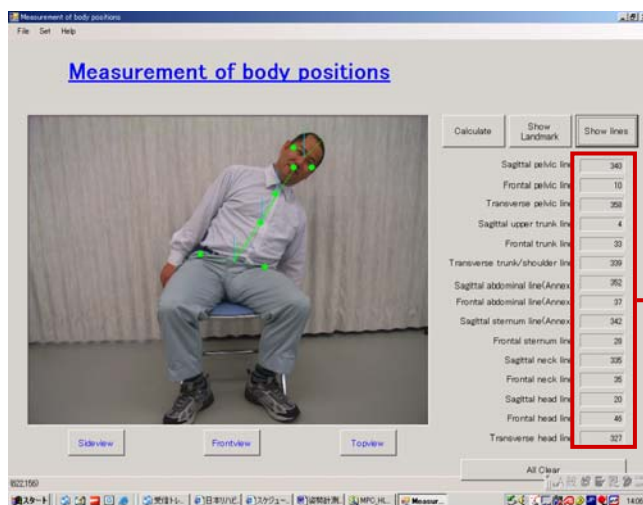 Measurement of body positions
File Set Help
Measurement of body positions
Calculate
Show Landmark
Show lines
Sagittal pelvic line 340
Frontal pelvic line 10
Transverse pelvic line 358
Sagittal upper trunk line 4
Frontal trunk line 33
Transverse trunk/shoulder line 339
Sagittal abdominal line(Annex 352
Frontal abdominal line(Annex 37
Sagittal sternum line(Annex 342
Frontal sternum line 28
Sagittal neck line 335
Frontal neck line 35
Sagittal head line 20
Frontal head line 46
Transverse head line 327
Sideview
Frontview
Topview
All Clear
(622,156)
スタート
Measur...